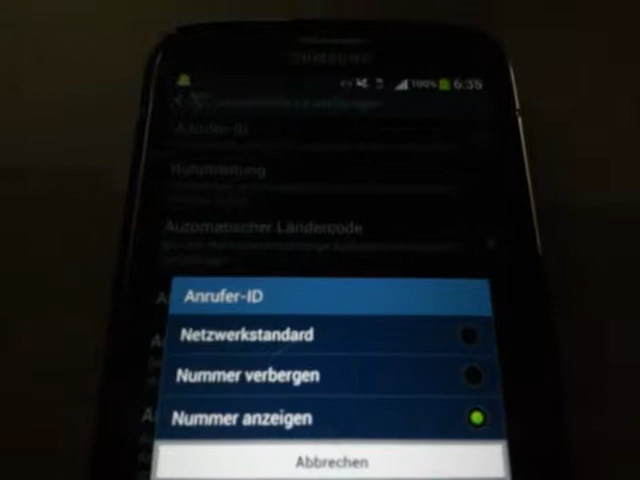 SAMSUNG
100% 6:35
Anrufer-ID
Rufumleitung
Automatischer Ländercode
Anrufer-ID
Netzwerkstandard
Nummer verbergen
Nummer anzeigen
Abbrechen